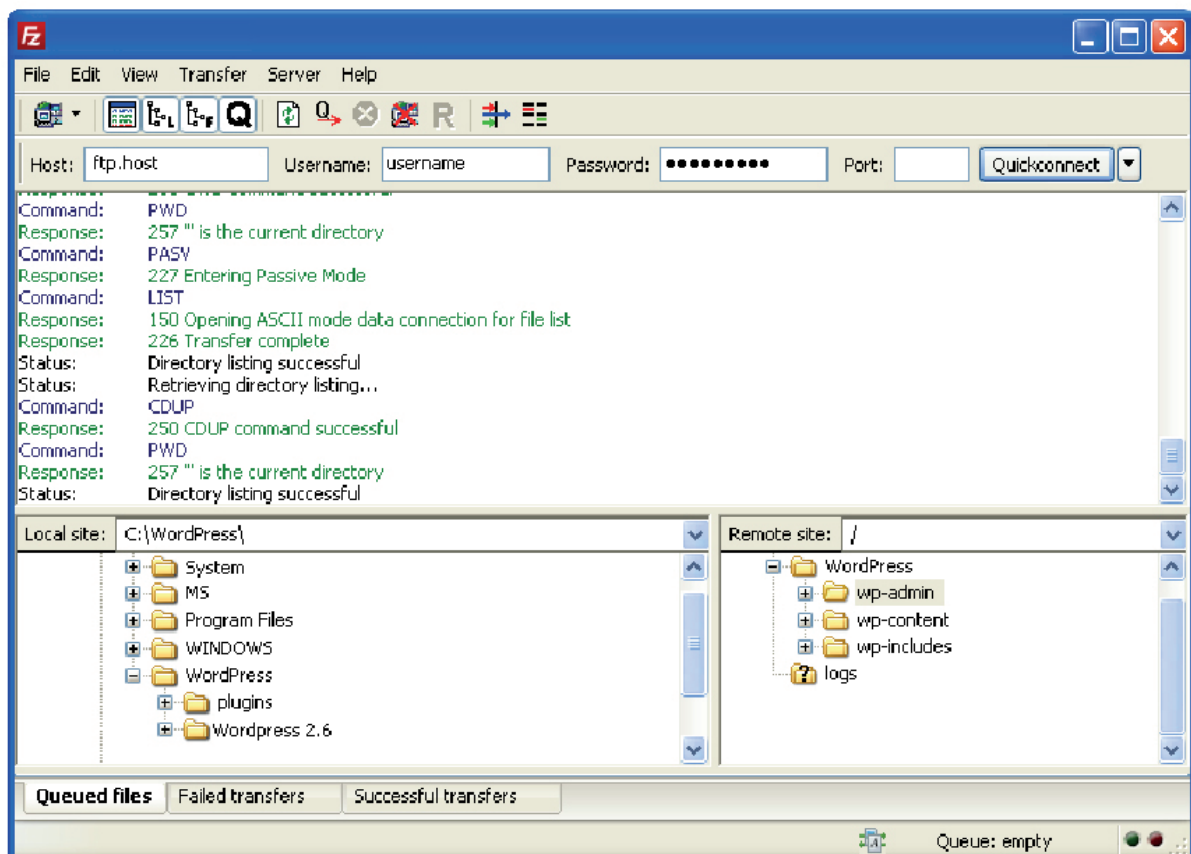 Fz
File Edit View Transfer Server Help
L F Q Q R
Host: ftp.host Username: username Password: ●●●●●●●●● Port: Quickconnect
Command: PWD
Response: 257 "' is the current directory
Command: PASV
Response: 227 Entering Passive Mode
Command: LIST
Response: 150 Opening ASCII mode data connection for file list
Response: 226 Transfer complete
Status: Directory listing successful
Status: Retrieving directory listing...
Command: CDUP
Response: 250 CDUP command successful
Command: PWD
Response: 257 "' is the current directory
Status: Directory listing successful
Local site: C:\WordPress\
System
MS
Program Files
WINDOWS
WordPress
plugins
Wordpress 2.6
Remote site: /
WordPress
wp-admin
wp-content
wp-includes
? logs
Queued files Failed transfers Successful transfers
A Queue: empty